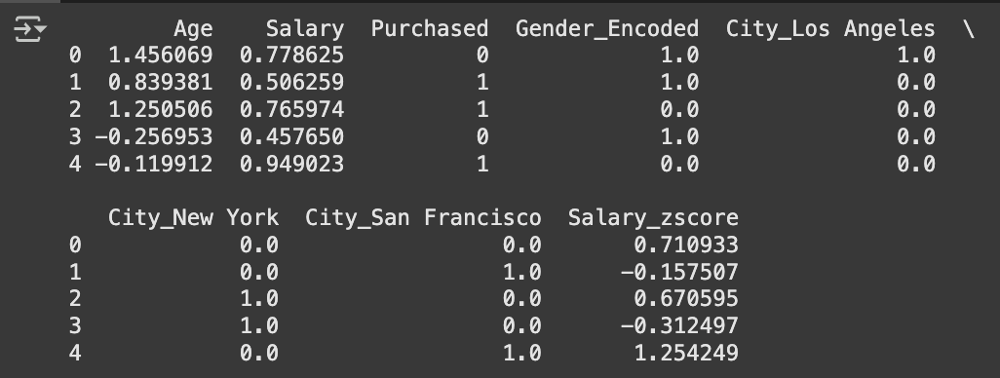 Age    Salary  Purchased  Gender_Encoded  City_Los Angeles  \
0  1.456069  0.778625          0             1.0               1.0
1  0.839381  0.506259          1             1.0               0.0
2  1.250506  0.765974          1             0.0               0.0
3 -0.256953  0.457650          0             1.0               0.0
4 -0.119912  0.949023          1             0.0               0.0

   City_New York  City_San Francisco  Salary_zscore
0            0.0                 0.0       0.710933
1            0.0                 1.0      -0.157507
2            1.0                 0.0       0.670595
3            1.0                 0.0      -0.312497
4            0.0                 1.0       1.254249